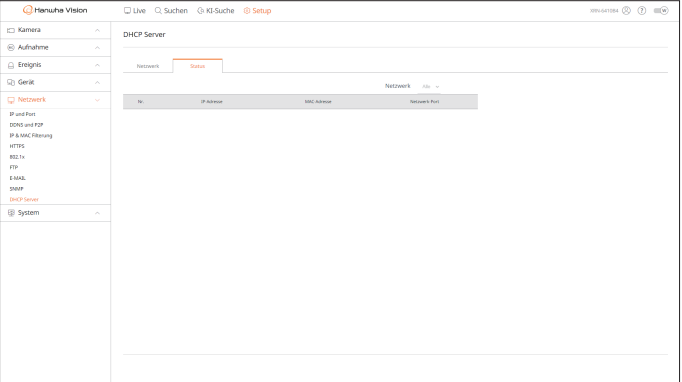 Hanwha Vision
Live Suchen KI-Suche Setup
Kamera
Aufnahme
Ereignis
Gerät
Netzwerk
IP und Port
DDNS und P2P
IP & MAC Filterung
HTTPS
802.1x
FTP
E-MAIL
SNMP
DHCP Server
System
DHCP Server
Netzwerk Status
Netzwerk Alle
Nr. IP Adresse MAC Adresse Netzwerk Port